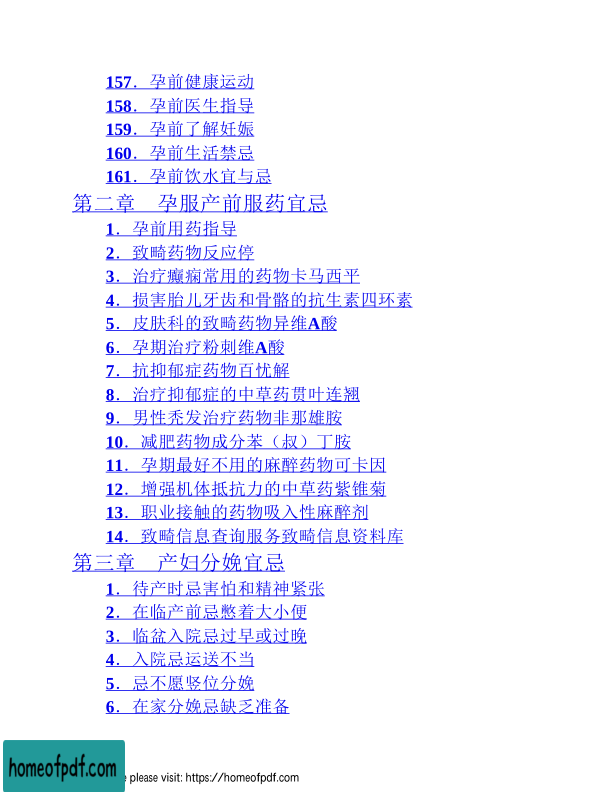 157．孕前健康运动
158．孕前医生指导
159．孕前了解妊娠
160．孕前生活禁忌
161．孕前饮水宜与忌
第二章　孕服产前服药宜忌
1．孕前用药指导
2．致畸药物反应停
3．治疗癫痫常用的药物卡马西平
4．损害胎儿牙齿和骨骼的抗生素四环素
5．皮肤科的致畸药物异维A酸
6．孕期治疗粉刺维A酸
7．抗抑郁症药物百忧解
8．治疗抑郁症的中草药贯叶连翘
9．男性秃发治疗药物非那雄胺
10．减肥药物成分苯（叔）丁胺
11．孕期最好不用的麻醉药物可卡因
12．增强机体抵抗力的中草药紫锥菊
13．职业接触的药物吸入性麻醉剂
14．致畸信息查询服务致畸信息资料库
第三章　产妇分娩宜忌
1．待产时忌害怕和精神紧张
2．在临产前忌憋着大小便
3．临盆入院忌过早或过晚
4．入院忌运送不当
5．忌不愿竖位分娩
6．在家分娩忌缺乏准备
homeofpdf.com
e please visit: https://homeofpdf.com